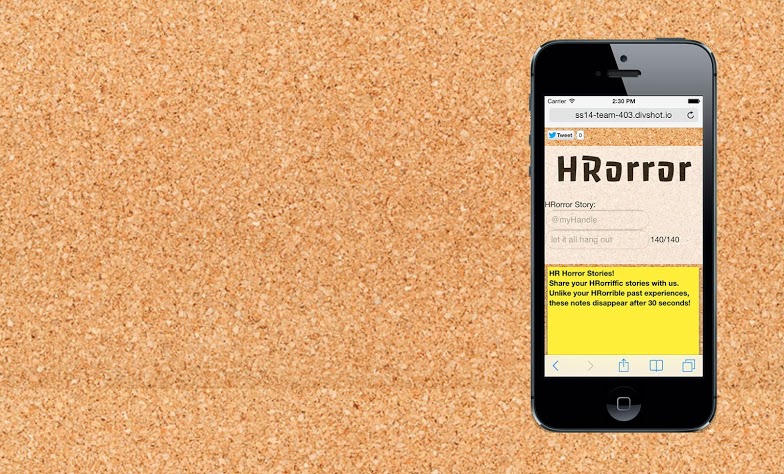 Carrier 2:30 PM
ss14-team-403.divshot.io
Tweet 0
HRorror
HRorror Story:
@myHandle
let it all hang out 140/140
HR Horror Stories!
Share your HRorriffic stories with us.
Unlike your HRorrible past experiences,
these notes disappear after 30 seconds!